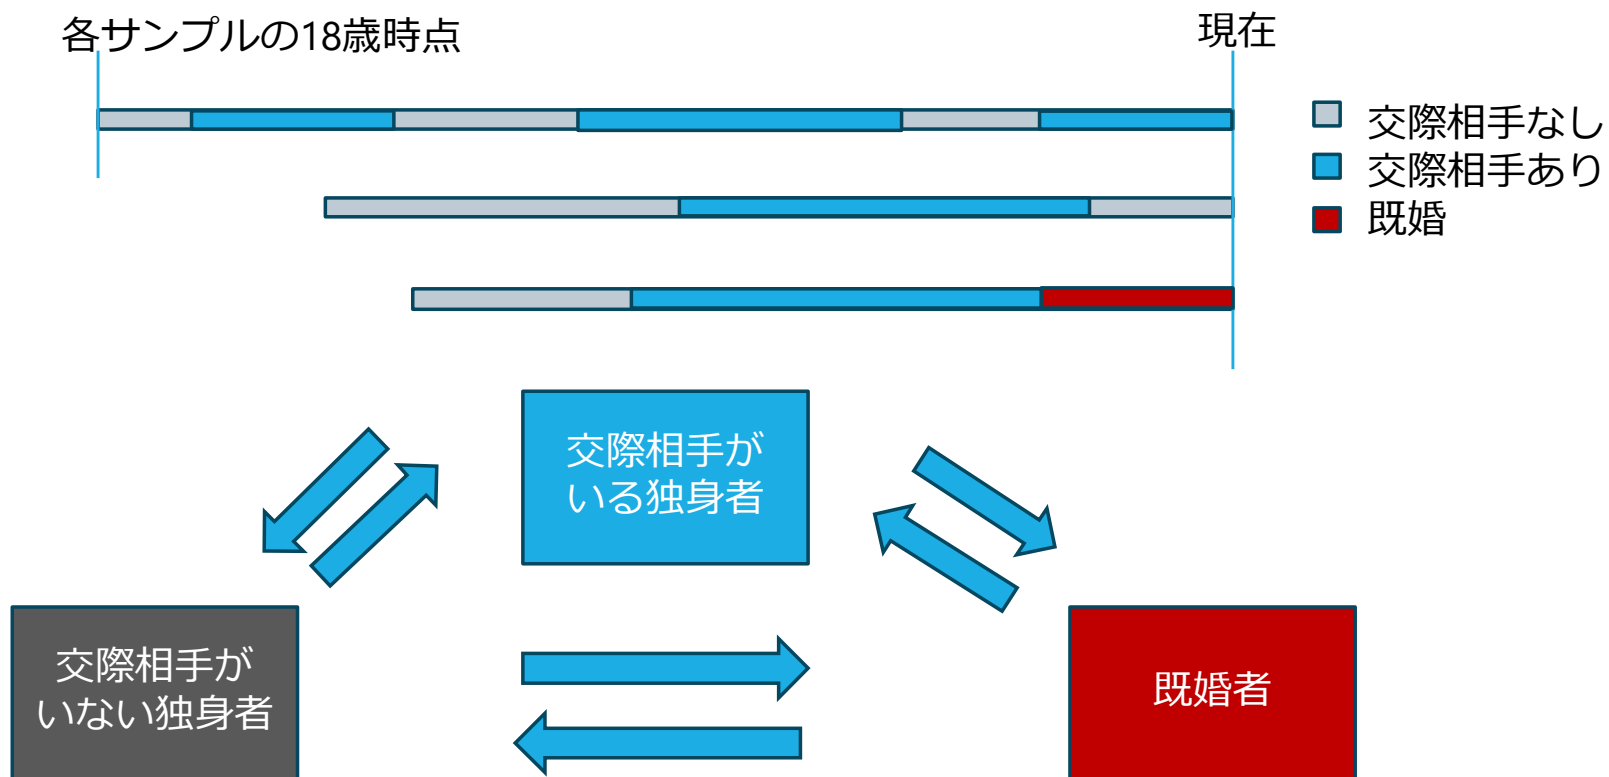 各サンプルの18歳時点
現在
交際相手なし
交際相手あり
既婚
交際相手が
いる独身者
交際相手が
いない独身者
既婚者